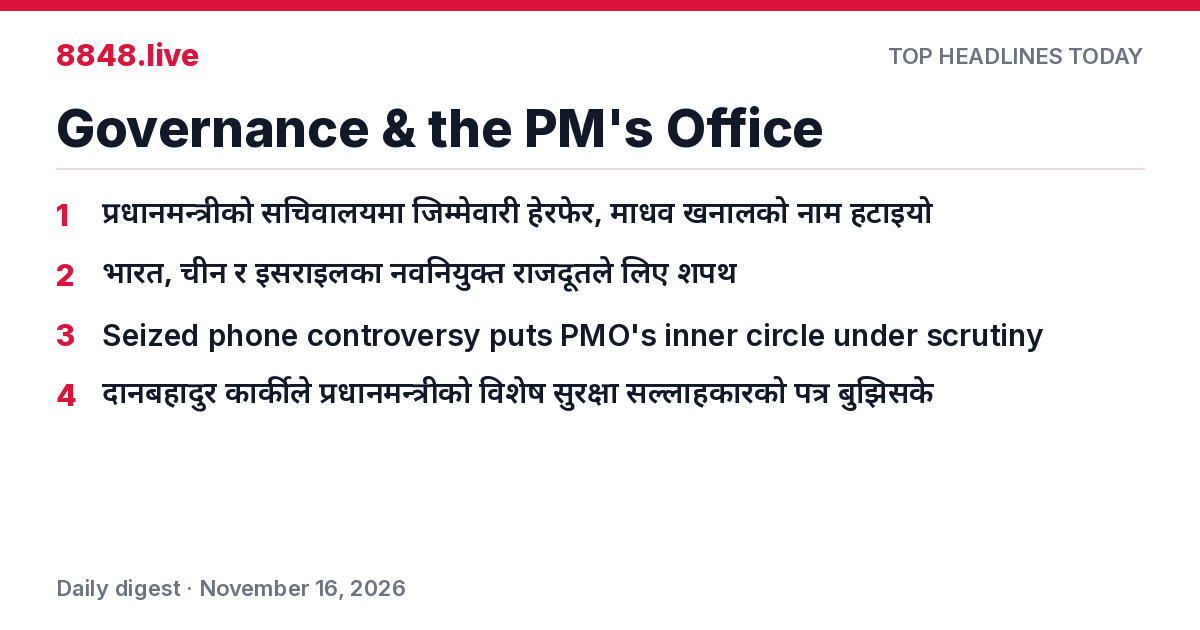 8848.live
TOP HEADLINES TODAY
Governance & the PM's Office
1 प्रधानमन्त्रीको सचिवालयमा जिम्मेवारी हेरफेर, माधव खनालको नाम हटाइयो
2 भारत, चीन र इसराइलका नवनियुक्त राजदूतले लिए शपथ
3 Seized phone controversy puts PMO's inner circle under scrutiny
4 दानबहादुर कार्कीले प्रधानमन्त्रीको विशेष सुरक्षा सल्लाहकारको पत्र बुझिसके
Daily digest · November 16, 2026